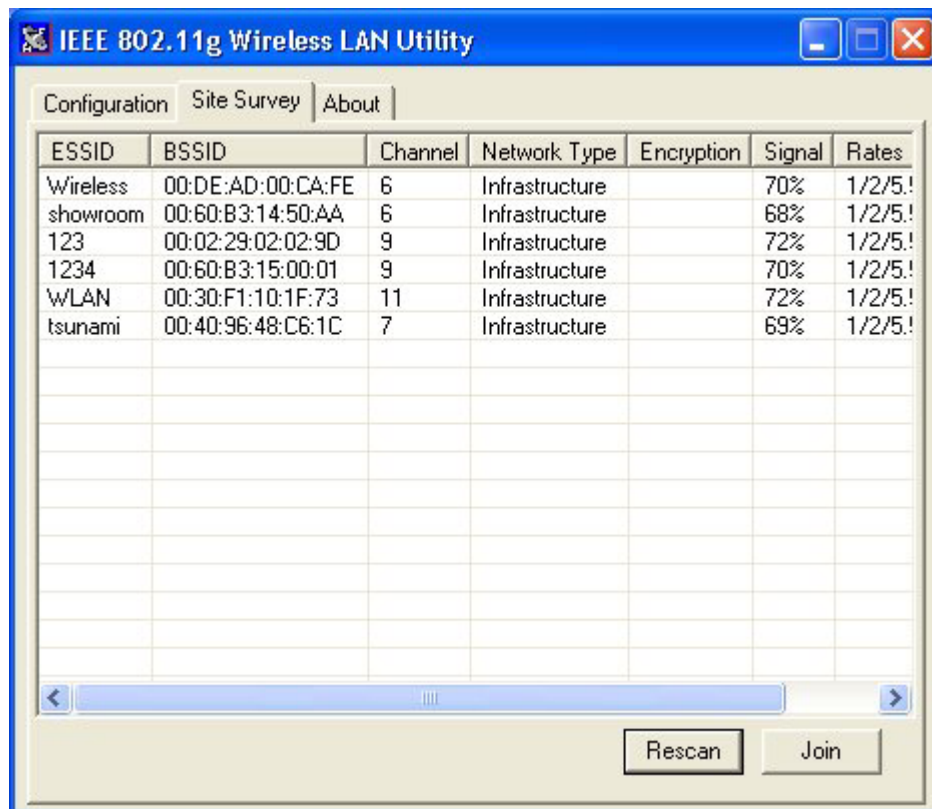 IEEE 802.11g Wireless LAN Utility
Configuration Site Survey About
ESSID BSSID Channel Network Type Encryption Signal Rates
Wireless 00:DE:AD:00:CA:FE 6 Infrastructure 70% 1/2/5.
showroom 00:60:B3:14:50:AA 6 Infrastructure 68% 1/2/5.
123 00:02:29:02:02:9D 9 Infrastructure 72% 1/2/5.
1234 00:60:B3:15:00:01 9 Infrastructure 70% 1/2/5.
WLAN 00:30:F1:10:1F:73 11 Infrastructure 72% 1/2/5.
tsunami 00:40:96:48:C6:1C 7 Infrastructure 69% 1/2/5.
Rescan Join